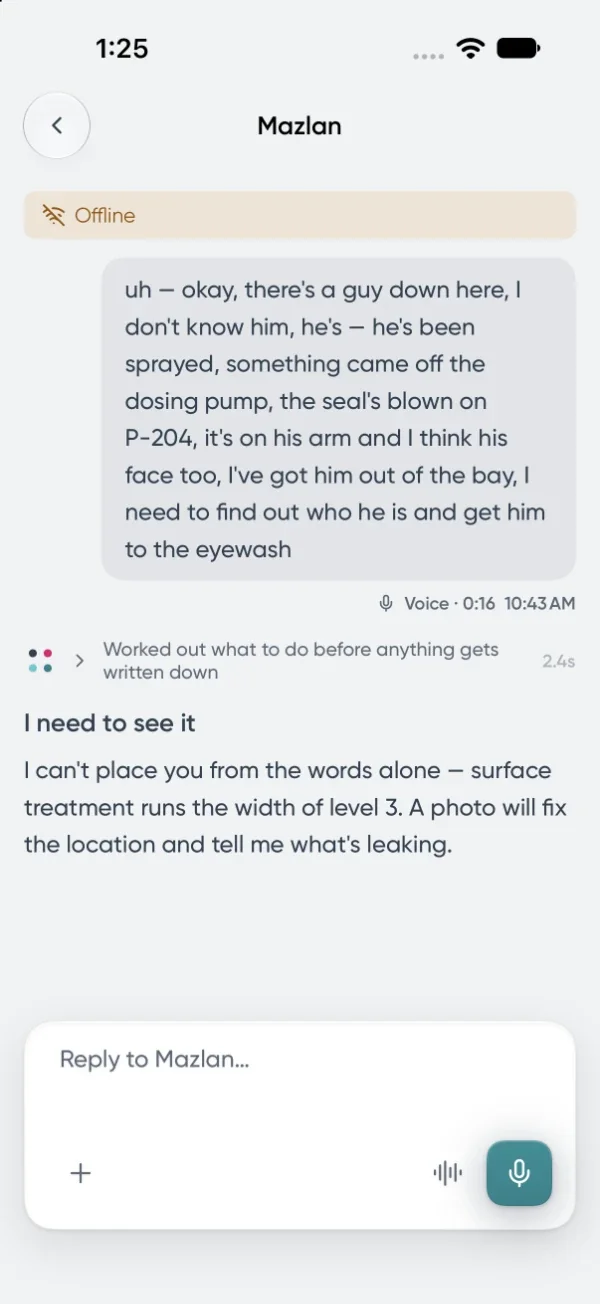 1:25
Mazlan
Offline
uh — okay, there's a guy down here, I
don't know him, he's — he's been
sprayed, something came off the
dosing pump, the seal's blown on
P-204, it's on his arm and I think his
face too, I've got him out of the bay, I
need to find out who he is and get him
to the eyewash
Voice · 0:16 10:43 AM
Worked out what to do before anything gets
written down
2.4s
I need to see it
I can't place you from the words alone — surface
treatment runs the width of level 3. A photo will fix
the location and tell me what's leaking.
Reply to Mazlan...